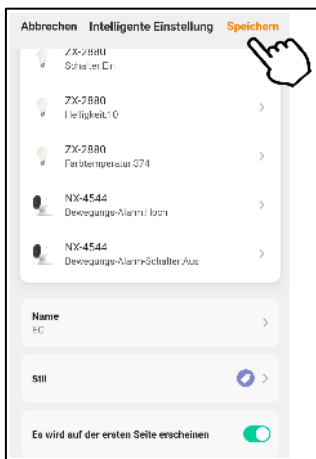 Abbrechen Intelligente Einstellung Speichern
ZX-2880
Schalter:Ein
ZX-2880
Helligkeit:10
ZX-2880
Farbtemperatur:374
NX-4544
Bewegungs-Alarm:Hoch
NX-4544
Bewegungs-Alarm-Schalter:Aus
Name
EC
Still
Es wird auf der ersten Seite erscheinen